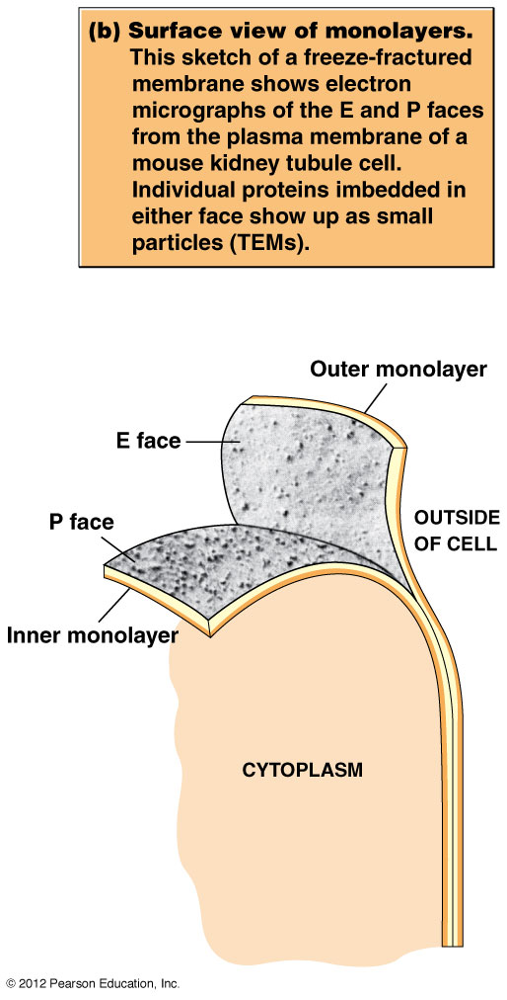 (b) Surface view of monolayers.
This sketch of a freeze-fractured
membrane shows electron
micrographs of the E and P faces
from the plasma membrane of a
mouse kidney tubule cell.
Individual proteins imbedded in
either face show up as small
particles (TEMs).
Outer monolayer
E face
P face
OUTSIDE
OF CELL
Inner monolayer
CYTOPLASM
© 2012 Pearson Education, Inc.